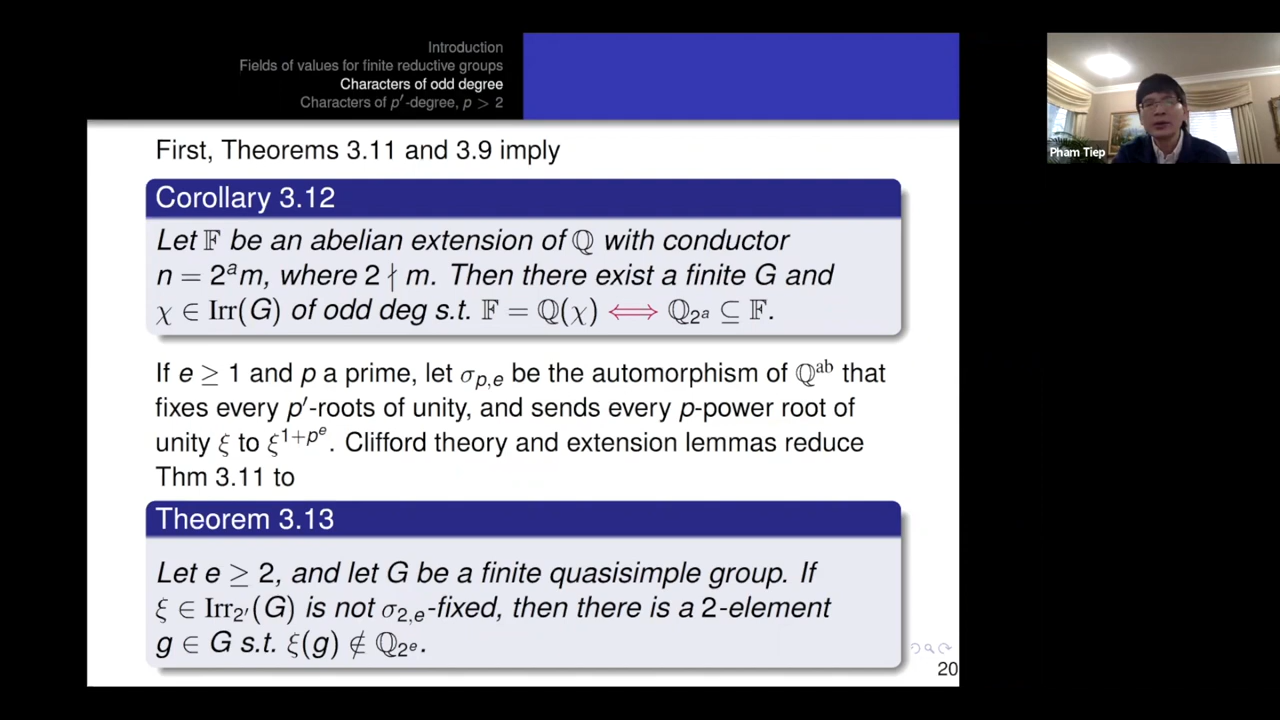 Introduction
Fields of values for finite reductive groups
Characters of odd degree
Characters of p′-degree, p > 2
Pham Tiep
First, Theorems 3.11 and 3.9 imply
Corollary 3.12
Let 𝔽 be an abelian extension of ℚ with conductor
n = 2ᵃm, where 2 ∤ m. Then there exist a finite G and
χ ∈ Irr(G) of odd deg s.t. 𝔽 = ℚ(χ) ⟺ ℚ_{2ᵃ} ⊆ 𝔽.
If e ≥ 1 and p a prime, let σ_{p,e} be the automorphism of ℚ^{ab} that
fixes every p′-roots of unity, and sends every p-power root of
unity ξ to ξ^{1+p^e}. Clifford theory and extension lemmas reduce
Thm 3.11 to
Theorem 3.13
Let e ≥ 2, and let G be a finite quasisimple group. If
ξ ∈ Irr_{2′}(G) is not σ_{2,e}-fixed, then there is a 2-element
g ∈ G s.t. ξ(g) ∉ ℚ_{2^e}.
20